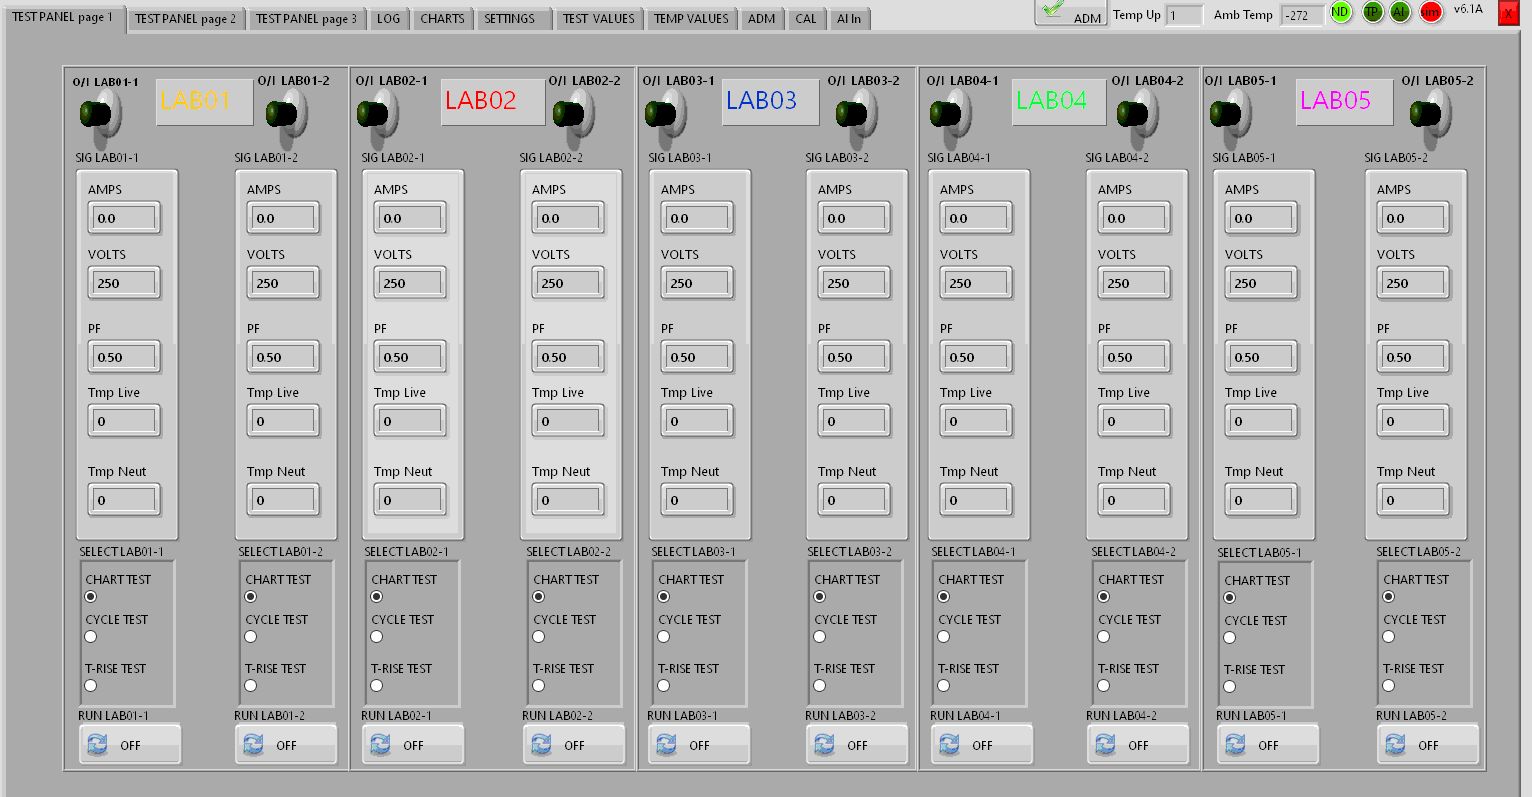 TEST PANEL page 1 TEST PANEL page 2 TEST PANEL page 3 LOG CHARTS SETTINGS TEST VALUES TEMP VALUES ADM CAL AI In ADM Temp Up 1 Amb Temp -272 ND TP AL sim v6.1A X
O/I LAB01-1 LAB01 O/I LAB01-2 O/I LAB02-1 LAB02 O/I LAB02-2 O/I LAB03-1 LAB03 O/I LAB03-2 O/I LAB04-1 LAB04 O/I LAB04-2 O/I LAB05-1 LAB05 O/I LAB05-2
SIG LAB01-1 SIG LAB01-2 SIG LAB02-1 SIG LAB02-2 SIG LAB03-1 SIG LAB03-2 SIG LAB04-1 SIG LAB04-2 SIG LAB05-1 SIG LAB05-2
AMPS AMPS AMPS AMPS AMPS AMPS AMPS AMPS AMPS AMPS
0.0 0.0 0.0 0.0 0.0 0.0 0.0 0.0 0.0 0.0
VOLTS VOLTS VOLTS VOLTS VOLTS VOLTS VOLTS VOLTS VOLTS VOLTS
250 250 250 250 250 250 250 250 250 250
PF PF PF PF PF PF PF PF PF PF
0.50 0.50 0.50 0.50 0.50 0.50 0.50 0.50 0.50 0.50
Tmp Live Tmp Live Tmp Live Tmp Live Tmp Live Tmp Live Tmp Live Tmp Live Tmp Live Tmp Live
0 0 0 0 0 0 0 0 0 0
Tmp Neut Tmp Neut Tmp Neut Tmp Neut Tmp Neut Tmp Neut Tmp Neut Tmp Neut Tmp Neut Tmp Neut
0 0 0 0 0 0 0 0 0 0
SELECT LAB01-1 SELECT LAB01-2 SELECT LAB02-1 SELECT LAB02-2 SELECT LAB03-1 SELECT LAB03-2 SELECT LAB04-1 SELECT LAB04-2 SELECT LAB05-1 SELECT LAB05-2
CHART TEST CHART TEST CHART TEST CHART TEST CHART TEST CHART TEST CHART TEST CHART TEST CHART TEST CHART TEST
CYCLE TEST CYCLE TEST CYCLE TEST CYCLE TEST CYCLE TEST CYCLE TEST CYCLE TEST CYCLE TEST CYCLE TEST CYCLE TEST
T-RISE TEST T-RISE TEST T-RISE TEST T-RISE TEST T-RISE TEST T-RISE TEST T-RISE TEST T-RISE TEST T-RISE TEST T-RISE TEST
RUN LAB01-1 RUN LAB01-2 RUN LAB02-1 RUN LAB02-2 RUN LAB03-1 RUN LAB03-2 RUN LAB04-1 RUN LAB04-2 RUN LAB05-1 RUN LAB05-2
OFF OFF OFF OFF OFF OFF OFF OFF OFF OFF